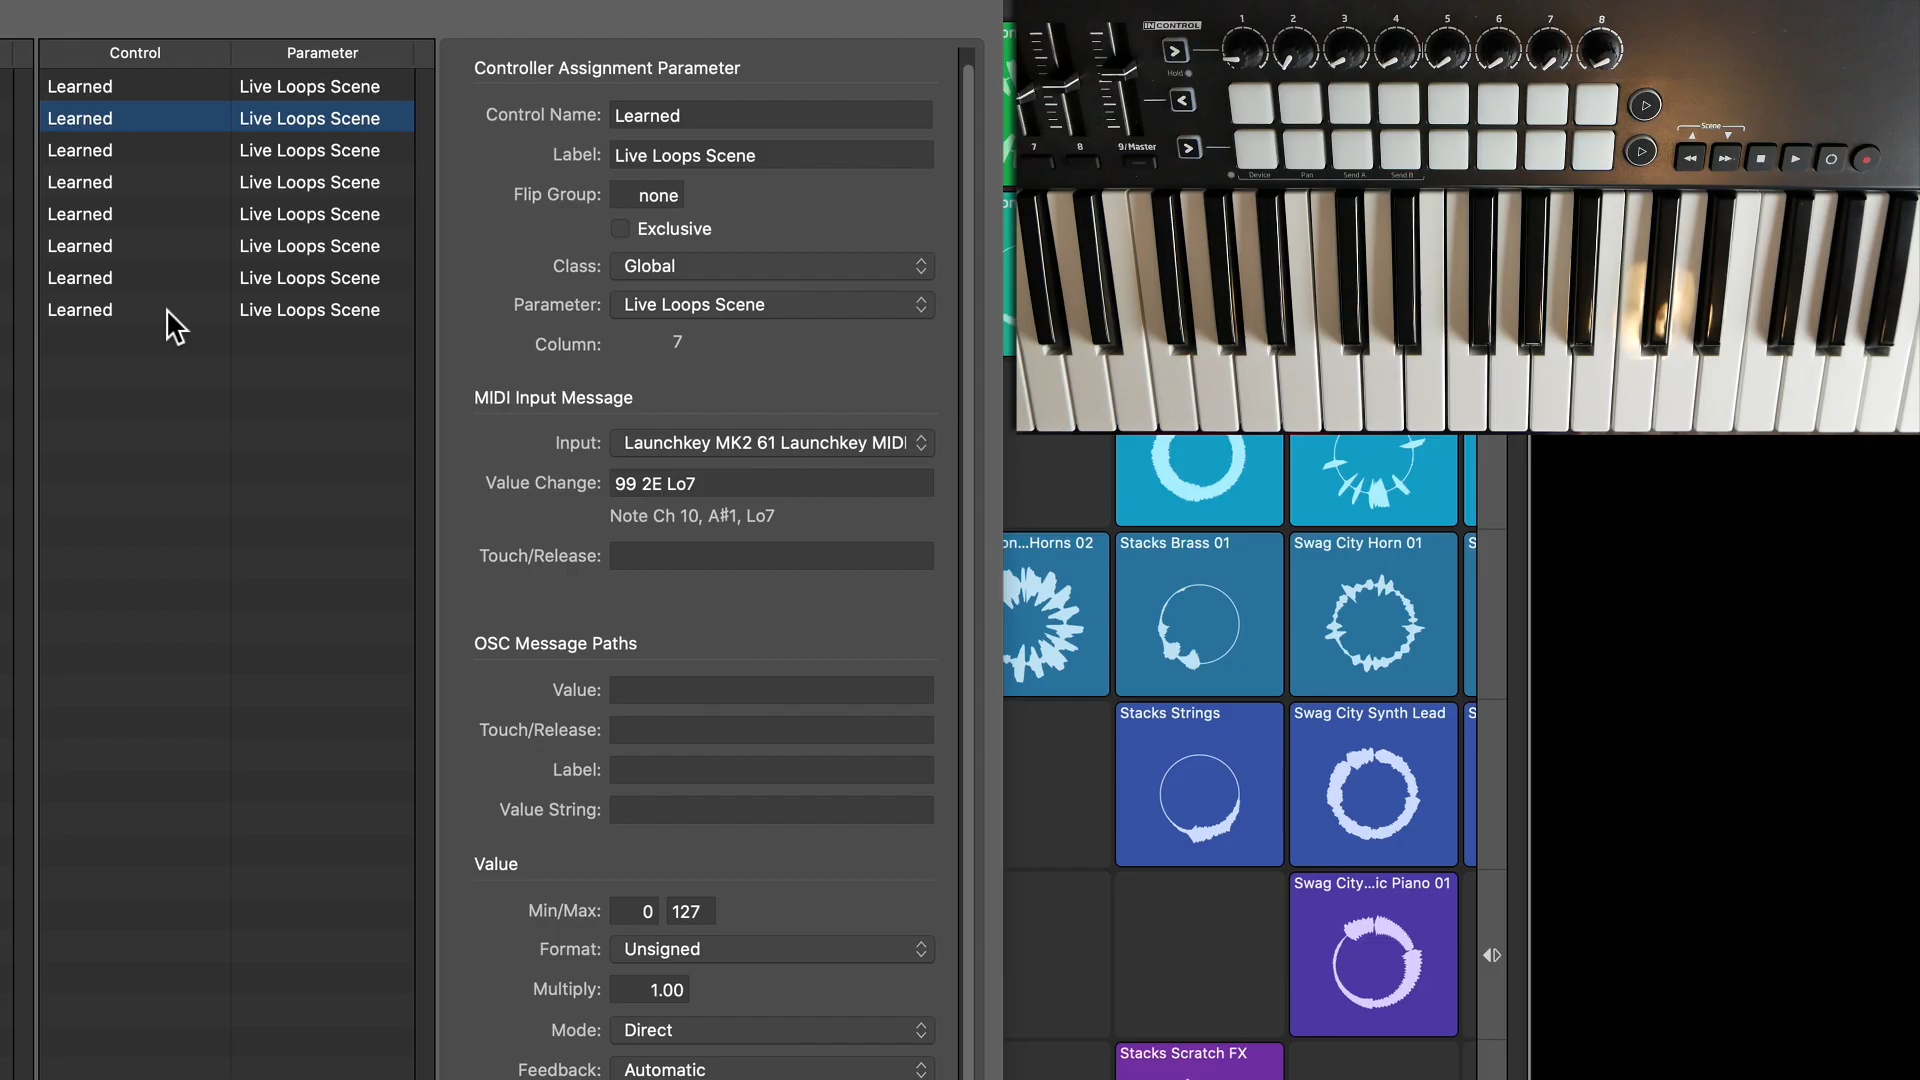 Control Parameter
Learned Live Loops Scene
Learned Live Loops Scene
Learned Live Loops Scene
Learned Live Loops Scene
Learned Live Loops Scene
Learned Live Loops Scene
Learned Live Loops Scene
Learned Live Loops Scene
Controller Assignment Parameter
Control Name: Learned
Label: Live Loops Scene
Flip Group: none
Exclusive
Class: Global
Parameter: Live Loops Scene
Column: 7
MIDI Input Message
Input: Launchkey MK2 61 Launchkey MIDI
Value Change: 99 2E Lo7
Note Ch 10, A#1, Lo7
Touch/Release:
OSC Message Paths
Value:
Touch/Release:
Label:
Value String:
Value
Min/Max: 0 127
Format: Unsigned
Multiply: 1.00
Mode: Direct
Feedback: Automatic
INCONTROL
1 2 3 4 5 6 7 8
Hold
7 8 9/Master
Scene
Device Pan Send A Send B
on...Horns 02 Stacks Brass 01 Swag City Horn 01 S
Stacks Strings Swag City Synth Lead S
Swag City...ic Piano 01
Stacks Scratch FX